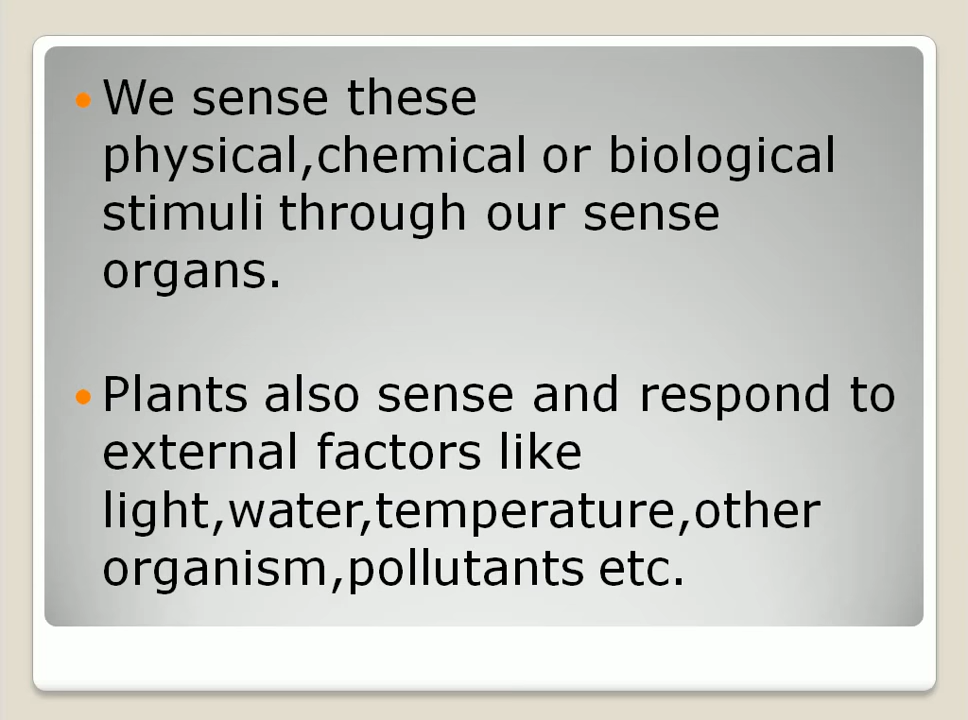 • We sense these
physical,chemical or biological
stimuli through our sense
organs.
• Plants also sense and respond to
external factors like
light,water,temperature,other
organism,pollutants etc.